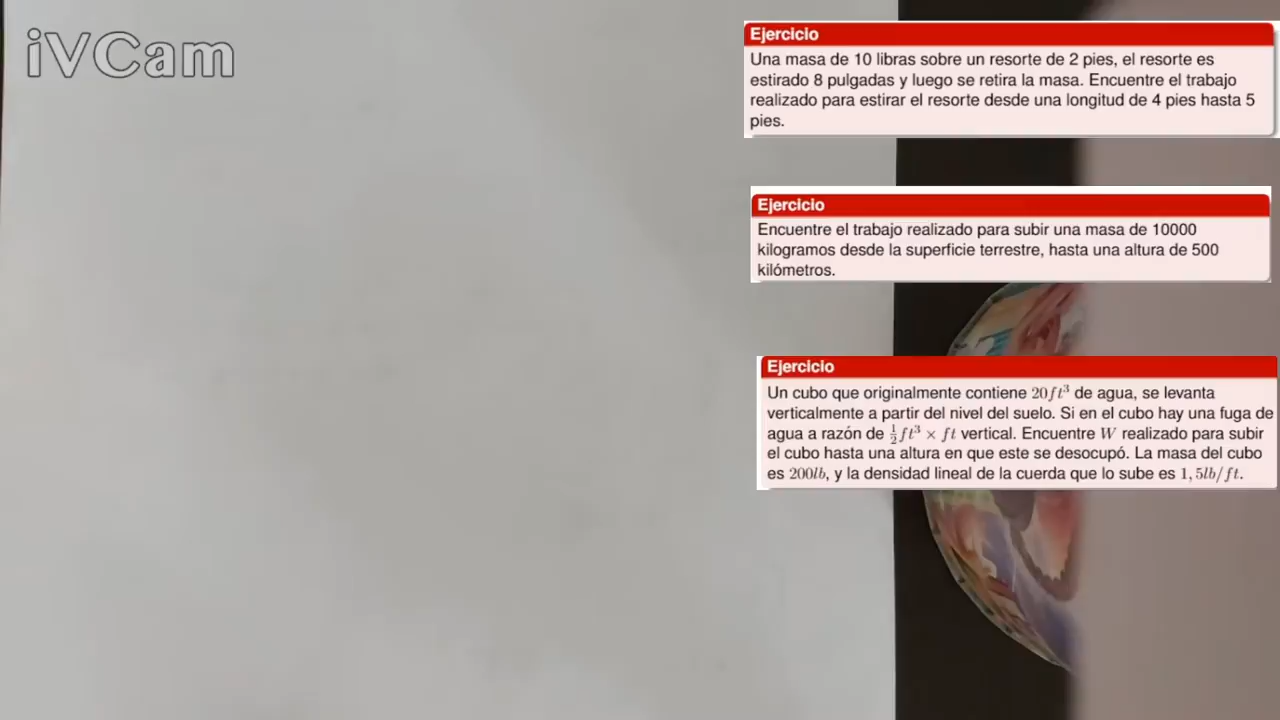 iVCam
Ejercicio
Una masa de 10 libras sobre un resorte de 2 pies, el resorte es
estirado 8 pulgadas y luego se retira la masa. Encuentre el trabajo
realizado para estirar el resorte desde una longitud de 4 pies hasta 5
pies.
Ejercicio
Encuentre el trabajo realizado para subir una masa de 10000
kilogramos desde la superficie terrestre, hasta una altura de 500
kilómetros.
Ejercicio
Un cubo que originalmente contiene 20ft³ de agua, se levanta
verticalmente a partir del nivel del suelo. Si en el cubo hay una fuga de
agua a razón de ½ft³ × ft vertical. Encuentre W realizado para subir
el cubo hasta una altura en que este se desocupó. La masa del cubo
es 200lb, y la densidad lineal de la cuerda que lo sube es 1,5lb/ft.